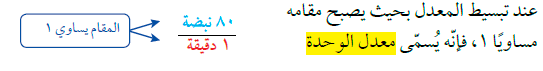 عند تبسيط المعدل بحيث يصبح مقامه
مساويًا ١، فإنّه يُسمّى معدل الوحدة
٨٠ نبضة
١ دقيقة
المقام يساوي ١